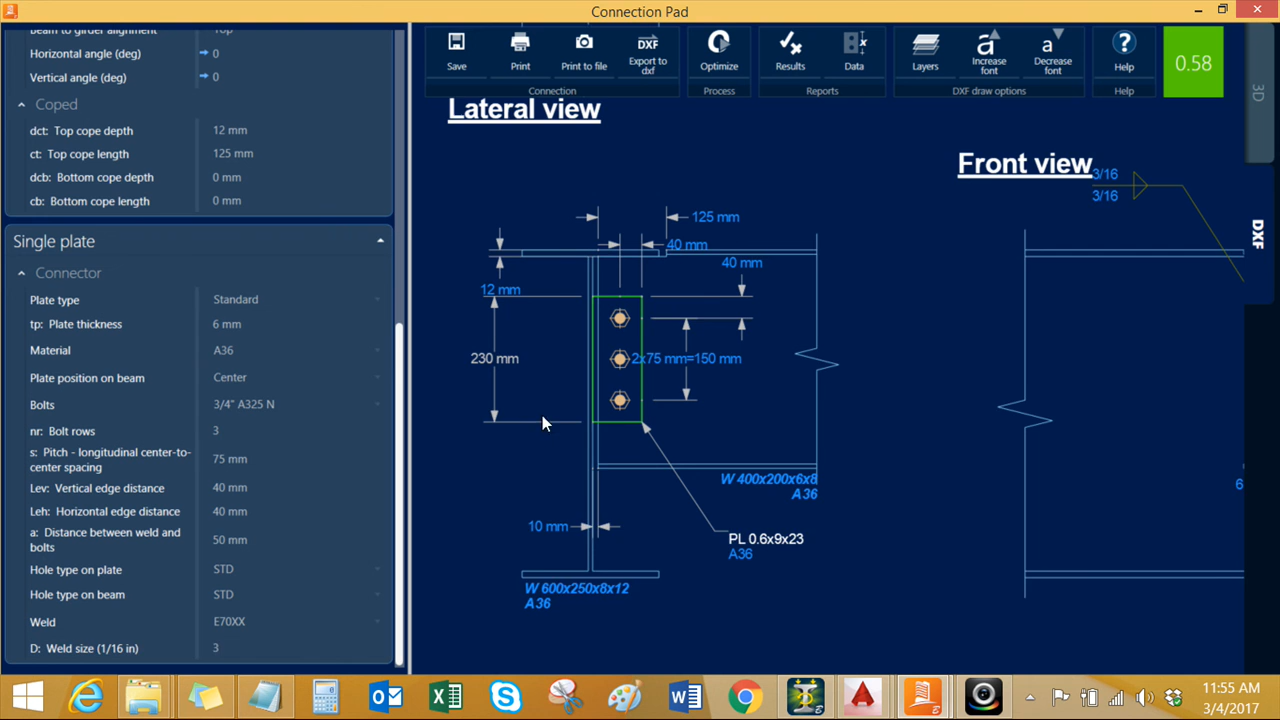 Connection Pad
Beam to girder alignment Top
Horizontal angle (deg) 0
Vertical angle (deg) 0
Coped
dct: Top cope depth 12 mm
ct: Top cope length 125 mm
dcb: Bottom cope depth 0 mm
cb: Bottom cope length 0 mm
Single plate
Connector
Plate type Standard
tp: Plate thickness 6 mm
Material A36
Plate position on beam Center
Bolts 3/4" A325 N
nr: Bolt rows 3
s: Pitch - longitudinal center-to-
center spacing 75 mm
Lev: Vertical edge distance 40 mm
Leh: Horizontal edge distance 40 mm
a: Distance between weld and
bolts 50 mm
Hole type on plate STD
Hole type on beam STD
Weld E70XX
D: Weld size (1/16 in) 3
Save
Print
Print to file
DXF
Export to
dxf
Connection
Optimize
Process
Results
Data
Reports
Layers
a
Increase
font
a
Decrease
font
DXF draw options
?
Help
Help
0.58
3D
DXF
Lateral view
125 mm
40 mm
40 mm
12 mm
230 mm
2x75 mm=150 mm
W 400x200x6x8
A36
10 mm
PL 0.6x9x23
A36
W 600x250x8x12
A36
Front view
3/16
3/16
6
11:55 AM
3/4/2017